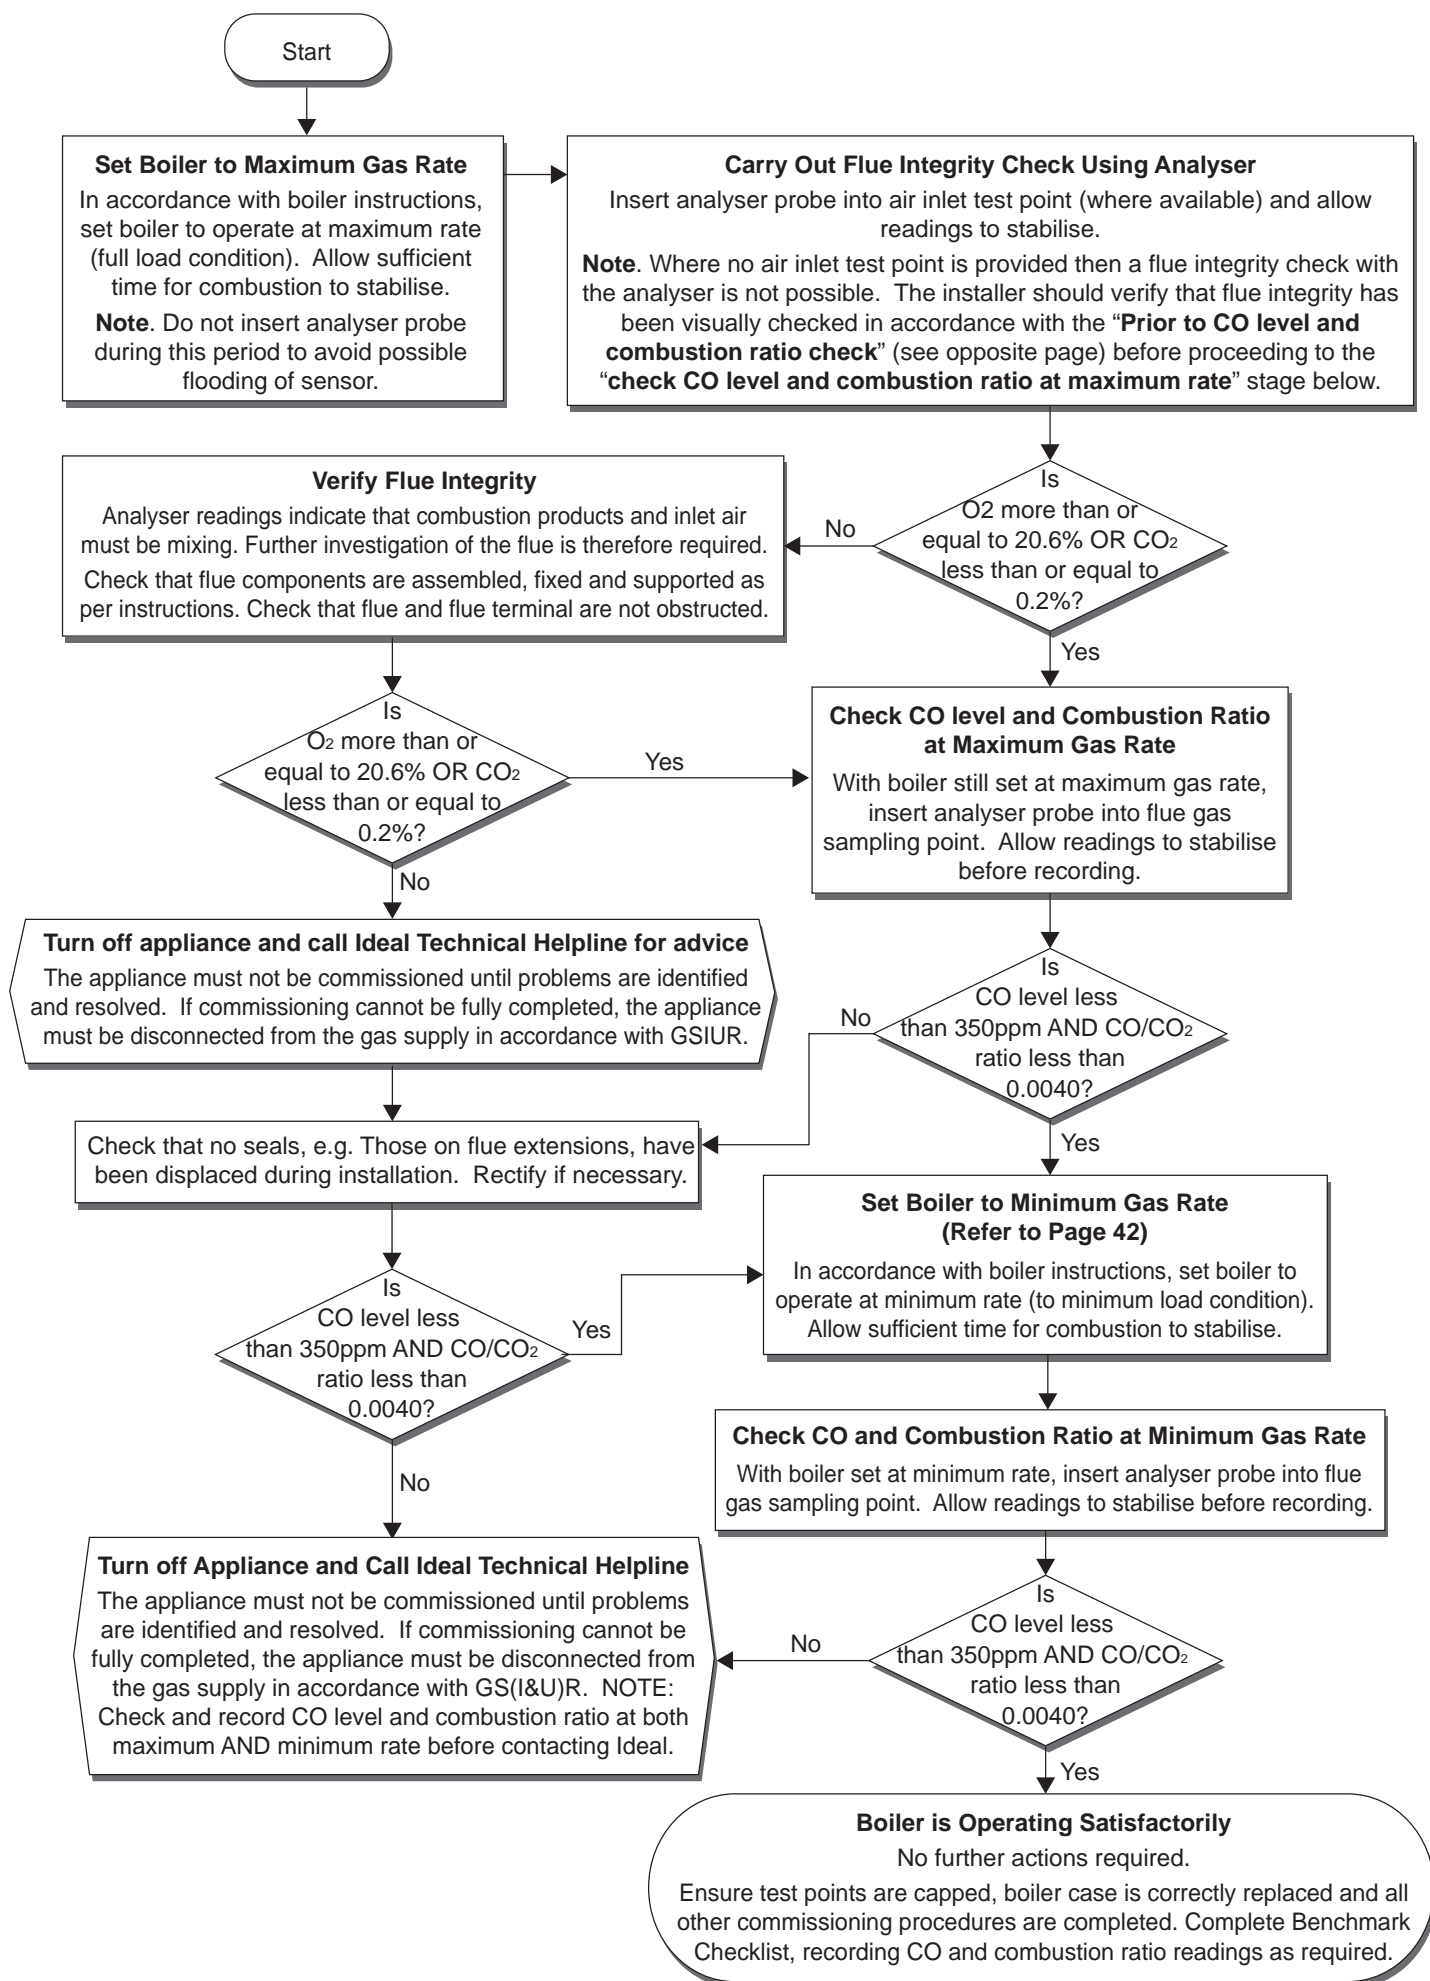 Start
Set Boiler to Maximum Gas Rate
In accordance with boiler instructions,
set boiler to operate at maximum rate
(full load condition).  Allow sufficient
time for combustion to stabilise.
Note. Do not insert analyser probe
during this period to avoid possible
flooding of sensor.
Carry Out Flue Integrity Check Using Analyser
Insert analyser probe into air inlet test point (where available) and allow
readings to stabilise.
Note. Where no air inlet test point is provided then a flue integrity check with
the analyser is not possible.  The installer should verify that flue integrity has
been visually checked in accordance with the “Prior to CO level and
combustion ratio check” (see opposite page) before proceeding to the
“check CO level and combustion ratio at maximum rate” stage below.
Is
O2 more than or
equal to 20.6% OR CO2
less than or equal to
0.2%?
No
Yes
Verify Flue Integrity
Analyser readings indicate that combustion products and inlet air
must be mixing. Further investigation of the flue is therefore required.
Check that flue components are assembled, fixed and supported as
per instructions. Check that flue and flue terminal are not obstructed.
Is
O2 more than or
equal to 20.6% OR CO2
less than or equal to
0.2%?
Yes
No
Check CO level and Combustion Ratio
at Maximum Gas Rate
With boiler still set at maximum gas rate,
insert analyser probe into flue gas
sampling point.  Allow readings to stabilise
before recording.
Turn off appliance and call Ideal Technical Helpline for advice
The appliance must not be commissioned until problems are identified
and resolved.  If commissioning cannot be fully completed, the appliance
must be disconnected from the gas supply in accordance with GSIUR.
Is
CO level less
than 350ppm AND CO/CO2
ratio less than
0.0040?
No
Yes
Check that no seals, e.g. Those on flue extensions, have
been displaced during installation.  Rectify if necessary.
Set Boiler to Minimum Gas Rate
(Refer to Page 42)
In accordance with boiler instructions, set boiler to
operate at minimum rate (to minimum load condition).
Allow sufficient time for combustion to stabilise.
Is
CO level less
than 350ppm AND CO/CO2
ratio less than
0.0040?
Yes
No
Check CO and Combustion Ratio at Minimum Gas Rate
With boiler set at minimum rate, insert analyser probe into flue
gas sampling point.  Allow readings to stabilise before recording.
Turn off Appliance and Call Ideal Technical Helpline
The appliance must not be commissioned until problems
are identified and resolved.  If commissioning cannot be
fully completed, the appliance must be disconnected from
the gas supply in accordance with GS(I&U)R.  NOTE:
Check and record CO level and combustion ratio at both
maximum AND minimum rate before contacting Ideal.
Is
CO level less
than 350ppm AND CO/CO2
ratio less than
0.0040?
No
Yes
Boiler is Operating Satisfactorily
No further actions required.
Ensure test points are capped, boiler case is correctly replaced and all
other commissioning procedures are completed. Complete Benchmark
Checklist, recording CO and combustion ratio readings as required.